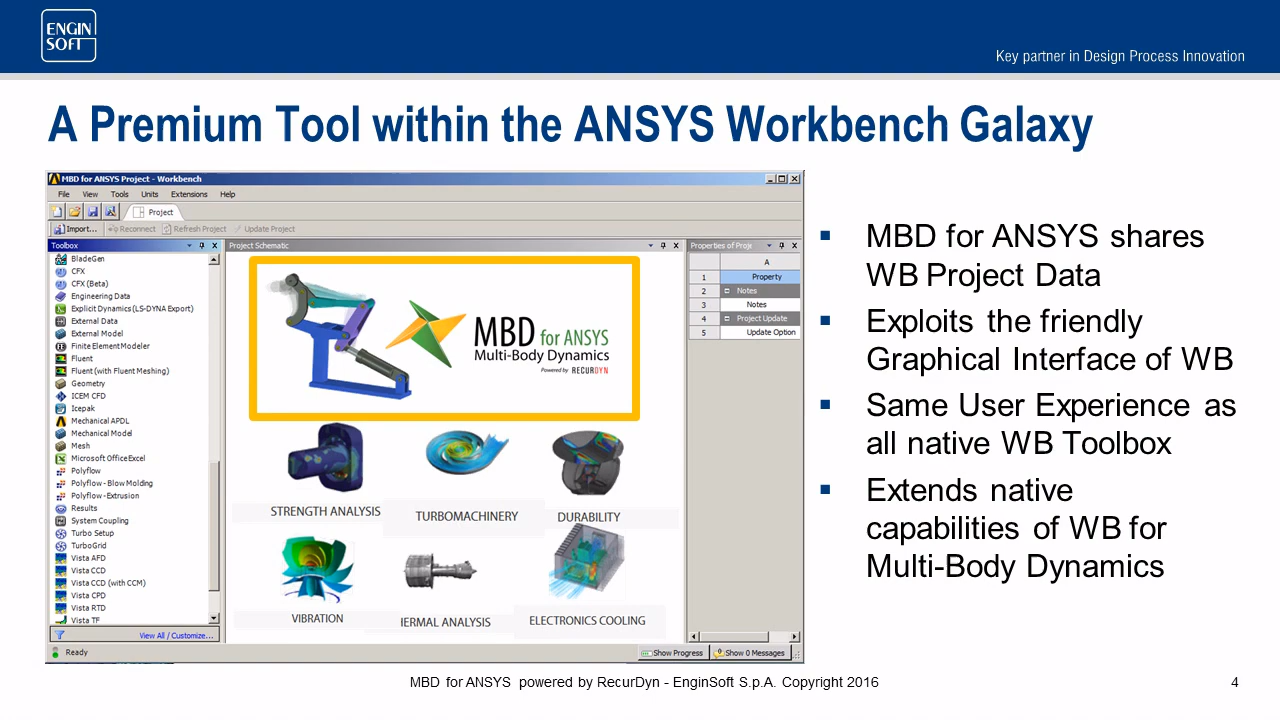 ENGIN
SOFT
Key partner in Design Process Innovation
A Premium Tool within the ANSYS Workbench Galaxy
MBD for ANSYS Project - Workbench
File View Tools Units Extensions Help
Project
Import... Reconnect Refresh Project Update Project
Toolbox
BladeGen
CFX
CFX (Beta)
Engineering Data
Explicit Dynamics (LS-DYNA Export)
External Data
External Model
Finite Element Modeler
Fluent
Fluent (with Fluent Meshing)
Geometry
ICEM CFD
Icepak
Mechanical APDL
Mechanical Model
Mesh
Microsoft Office Excel
Polyflow
Polyflow - Blow Molding
Polyflow - Extrusion
Results
System Coupling
Turbo Setup
TurboGrid
Vista AFD
Vista CCD
Vista CCD (with CCM)
Vista CPD
Vista RTD
Vista TF
View All / Customize...
Project Schematic
MBD for ANSYS
Multi-Body Dynamics
Powered by RECURDYN
STRENGTH ANALYSIS TURBOMACHINERY DURABILITY
VIBRATION IERMAL ANALYSIS ELECTRONICS COOLING
Properties of Proje
A
1 Property
2 Notes
3 Notes
4 Project Update
5 Update Option
Ready Show Progress Show 0 Messages
▪ MBD for ANSYS shares
WB Project Data
▪ Exploits the friendly
Graphical Interface of WB
▪ Same User Experience as
all native WB Toolbox
▪ Extends native
capabilities of WB for
Multi-Body Dynamics
MBD for ANSYS powered by RecurDyn - EnginSoft S.p.A. Copyright 2016
4